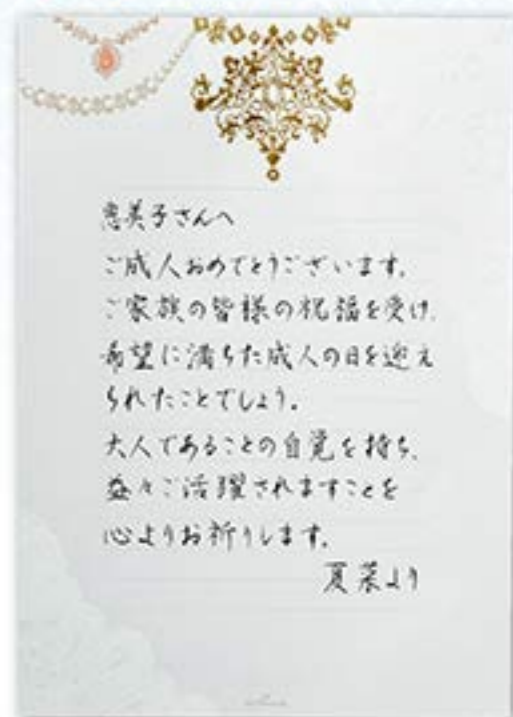 恵美子さんへ
ご成人おめでとうございます。
ご家族の皆様の祝福を受け、
希望に満ちた成人の日を迎え
られたことでしょう。
大人であることの自覚を持ち、
益々ご活躍されますことを
心よりお祈りします。
夏菜より